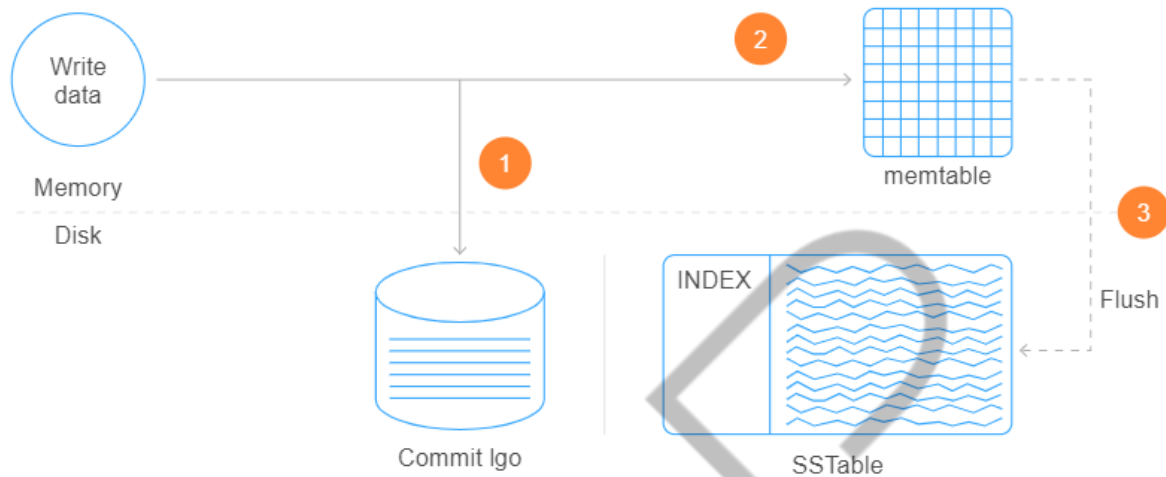 Write
data
2
1
memtable
Memory
3
Disk
INDEX
Flush
Commit lgo
SSTable